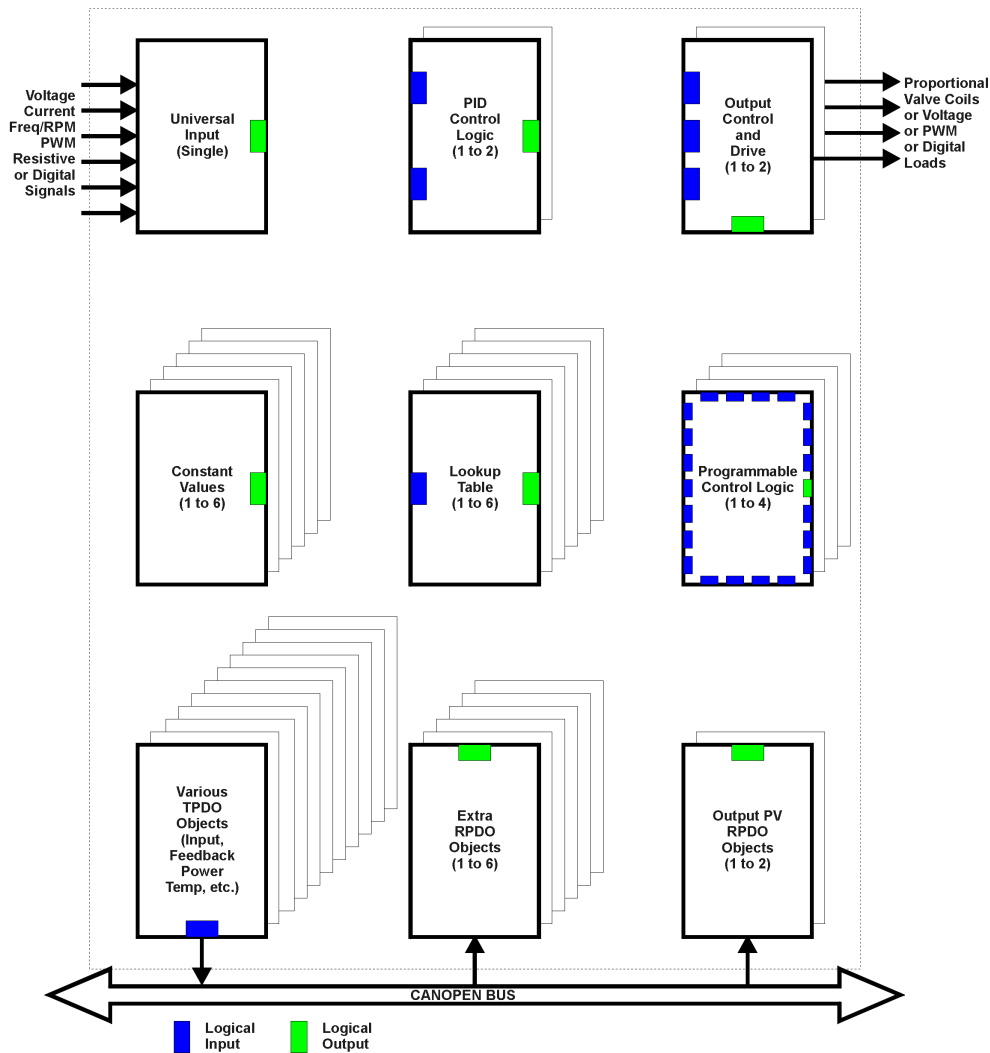 Voltage
Current
Freq/RPM
PWM
Resistive
or Digital
Signals
Universal
Input
(Single)
PID
Control
Logic
(1 to 2)
Output
Control
and
Drive
(1 to 2)
Proportional
Valve Coils
or Voltage
or PWM
or Digital
Loads
Constant
Values
(1 to 6)
Lookup
Table
(1 to 6)
Programmable
Control Logic
(1 to 4)
Various
TPDO
Objects
(Input,
Feedback
Power
Temp, etc.)
Extra
RPDO
Objects
(1 to 6)
Output PV
RPDO
Objects
(1 to 2)
CANOPEN BUS
Logical
Input
Logical
Output